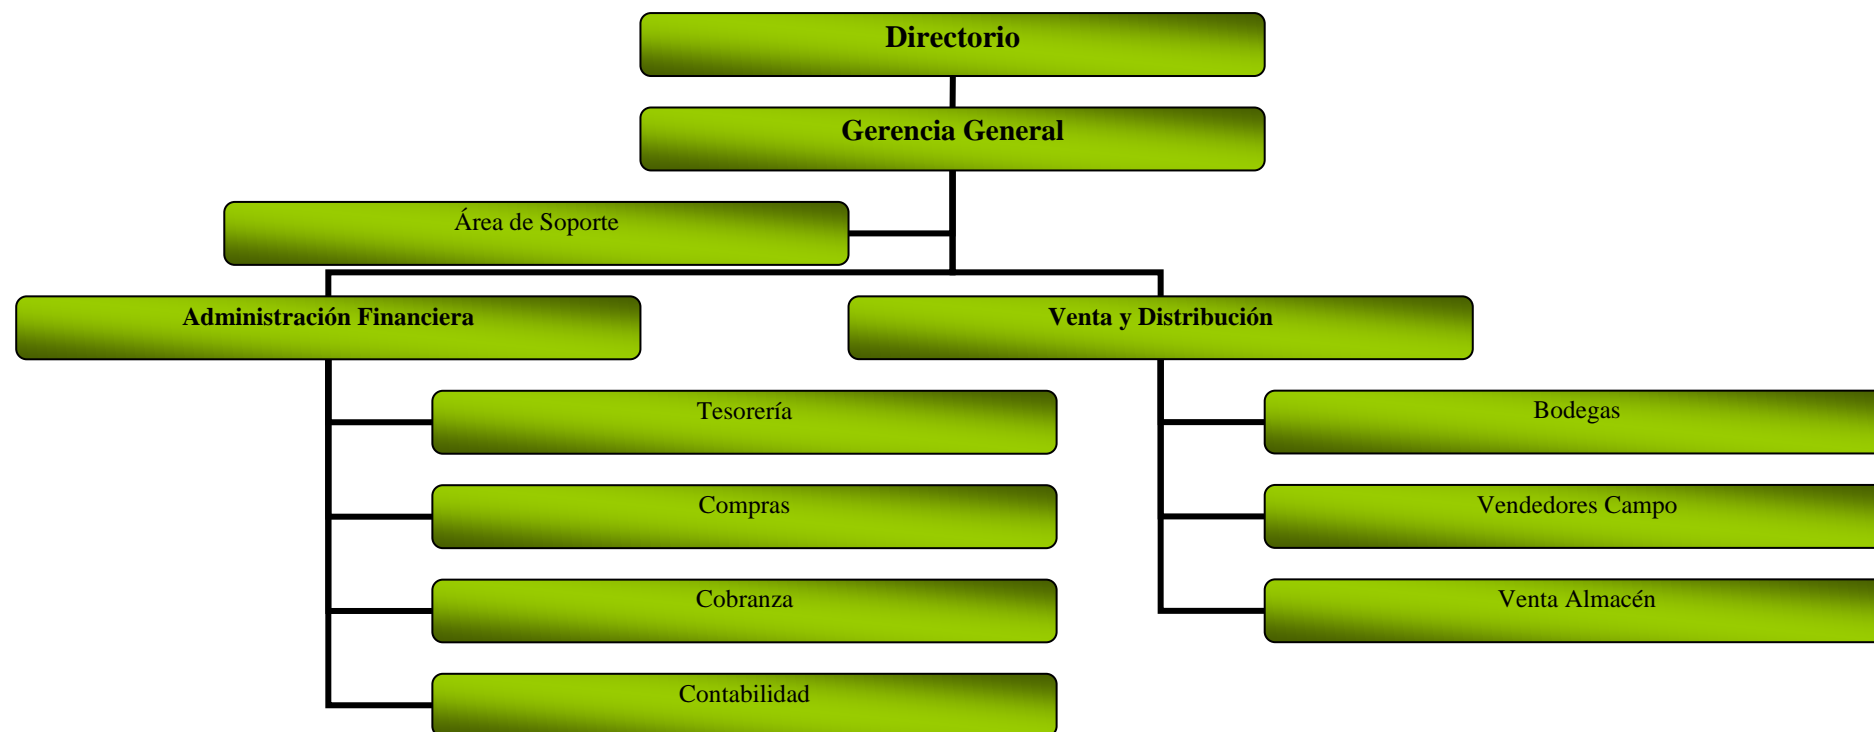 Directorio
Gerencia General
Área de Soporte
Administración Financiera
Venta y Distribución
Tesorería
Bodegas
Compras
Vendedores Campo
Cobranza
Venta Almacén
Contabilidad